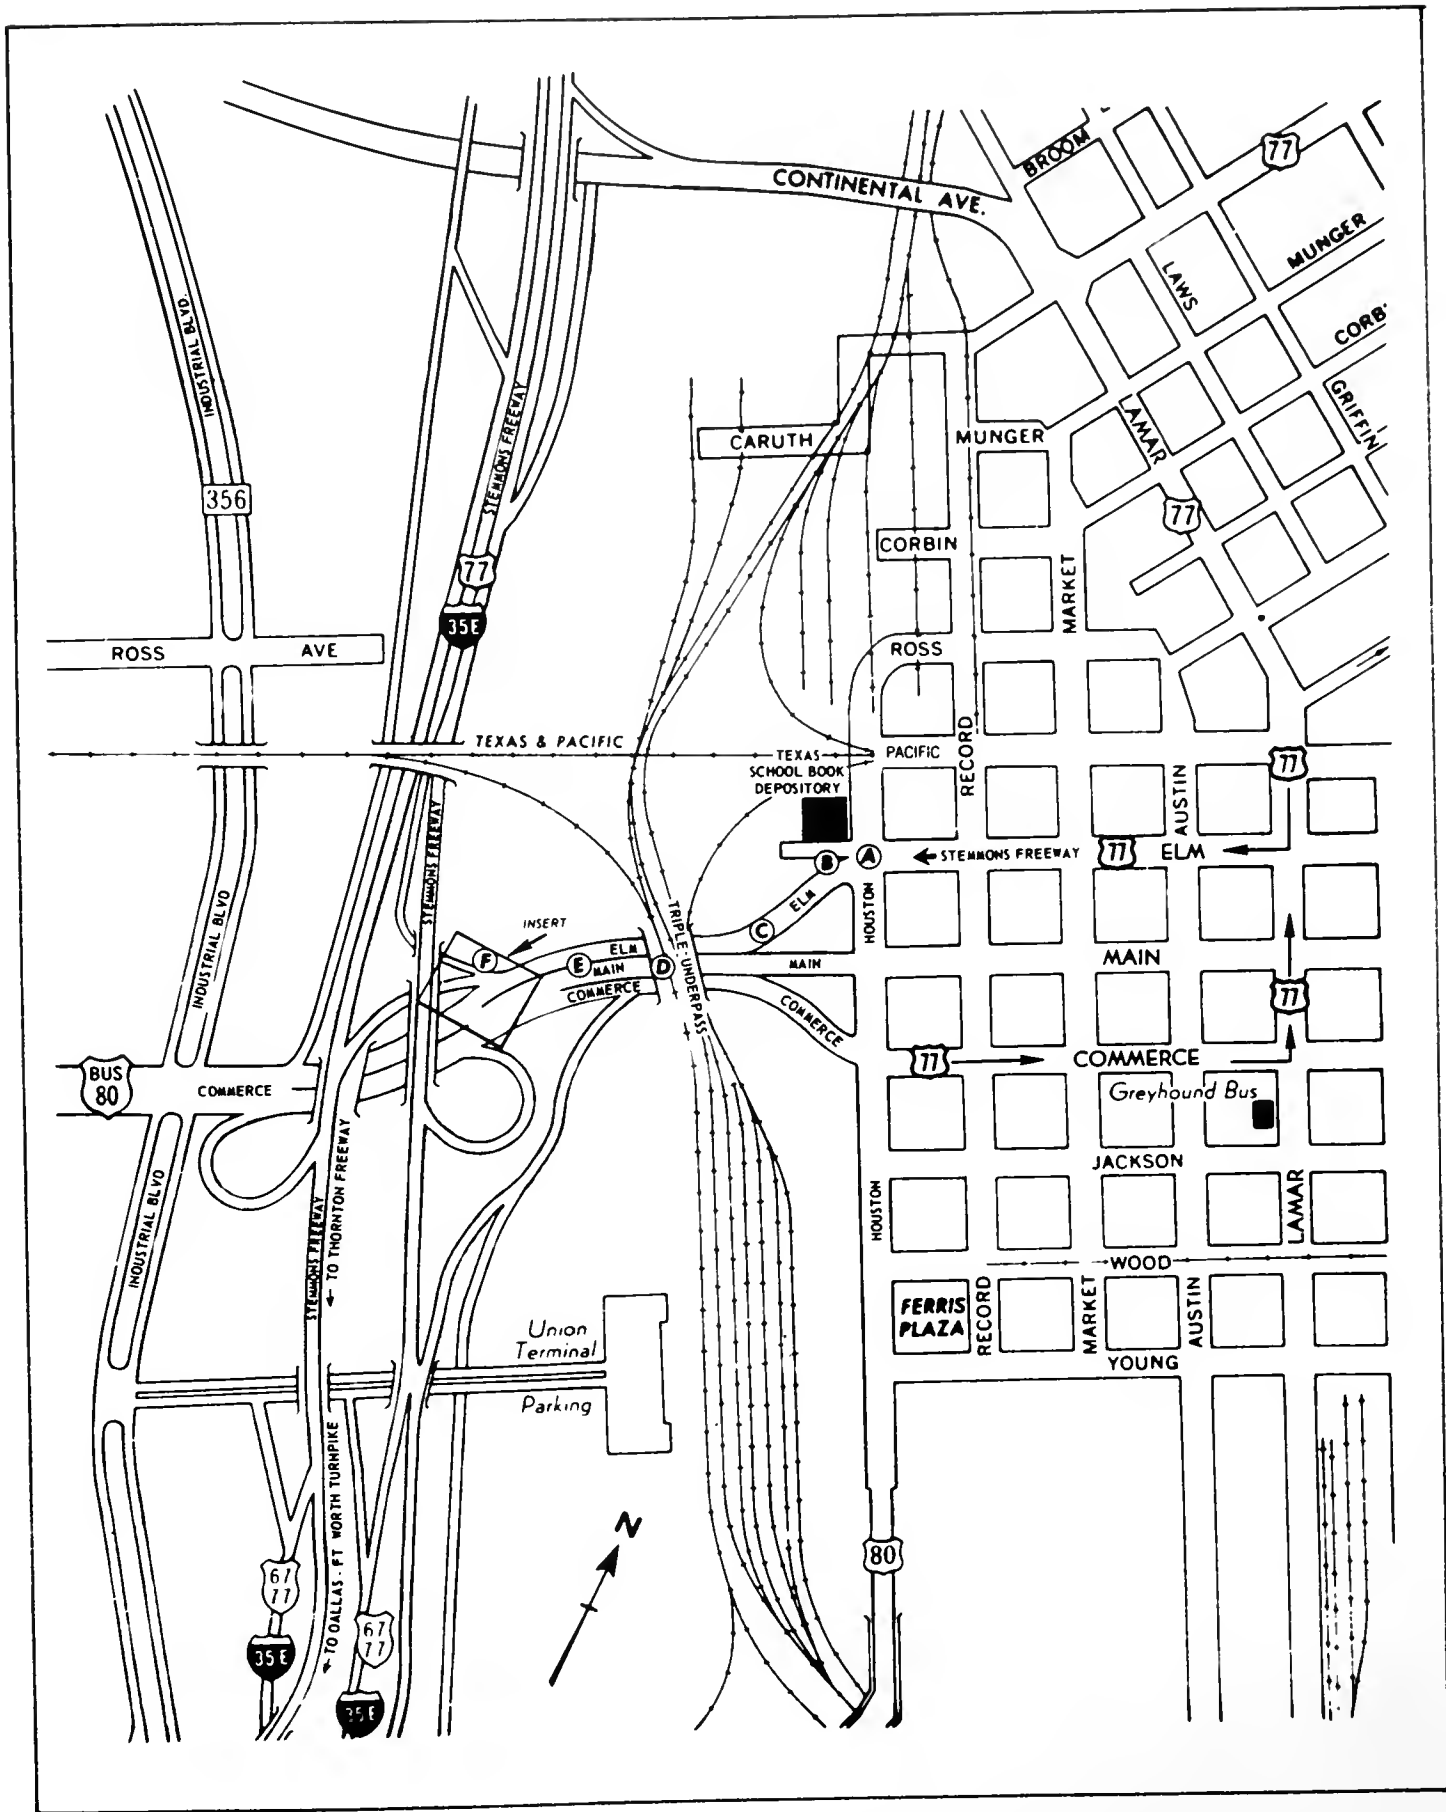 BROOM
77
CONTINENTAL AVE.
MUNGER
LAWS
INDUSTRIAL BLVD.
CORB
STEMMONS FREEWAY
GRIFFIN
LAMAR
CARUTH
MUNGER
356
77
CORBIN
77
MARKET
35E
ROSS
AVE
ROSS
TEXAS & PACIFIC
RECORD
PACIFIC
TEXAS
SCHOOL BOOK
DEPOSITORY
77
AUSTIN
STEMMONS FREEWAY
B
A
STEMMONS FREEWAY
77
ELM
ELM
HOUSTON
INSERT
C
TRIPLE UNDERPASS
INDUSTRIAL BLVD
F
E
ELM
MAIN
D
MAIN
MAIN
COMMERCE
COMMERCE
77
BUS
80
COMMERCE
77
COMMERCE
Greyhound Bus
JACKSON
INDUSTRIAL BLVD
STEMMONS FREEWAY
TO THORNTON FREEWAY
HOUSTON
LAMAR
WOOD
FERRIS
PLAZA
RECORD
MARKET
AUSTIN
Union
Terminal
YOUNG
Parking
TO DALLAS - FT WORTH TURNPIKE
N
80
67
77
67
77
35E
35E